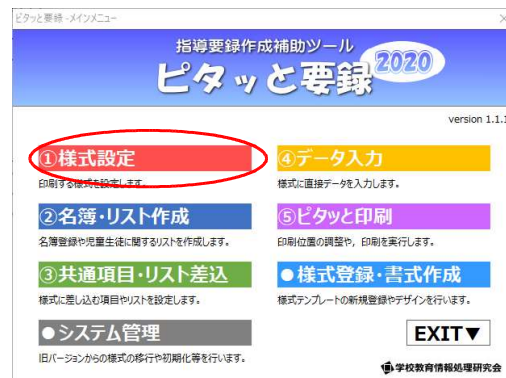 ピタッと要録 -メインメニュー
指導要録作成補助ツール
ピタッと要録 2020
version 1.1.1
①様式設定
印刷する様式を設定します。
②名簿・リスト作成
名簿登録や児童生徒に関するリストを作成します。
③共通項目・リスト差込
様式に差し込む項目やリストを設定します。
●システム管理
旧バージョンからの様式の移行や初期化等を行います。
④データ入力
様式に直接データを入力します。
⑤ピタッと印刷
印刷位置の調整や，印刷を実行します。
●様式登録・書式作成
様式テンプレートの新規登録やデザインを行います。
EXIT▼
学校教育情報処理研究会